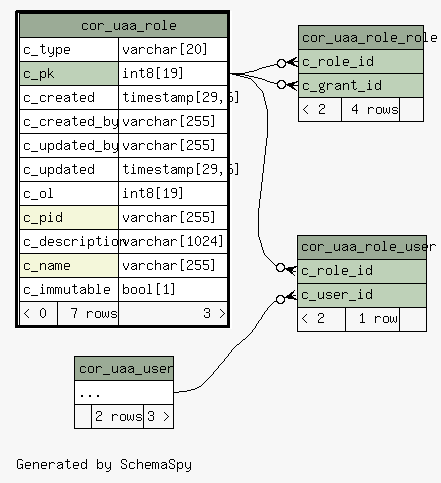 cor_uaa_role
c_type varchar[20]
c_pk int8[19]
c_created timestamp[29,6]
c_created_by varchar[255]
c_updated_by varchar[255]
c_updated timestamp[29,6]
c_ol int8[19]
c_pid varchar[255]
c_description varchar[1024]
c_name varchar[255]
c_immutable bool[1]
< 0 7 rows 3 >
cor_uaa_role_role
c_role_id
c_grant_id
< 2 4 rows
cor_uaa_role_user
c_role_id
c_user_id
< 2 1 row
cor_uaa_user
...
2 rows 3 >
Generated by SchemaSpy